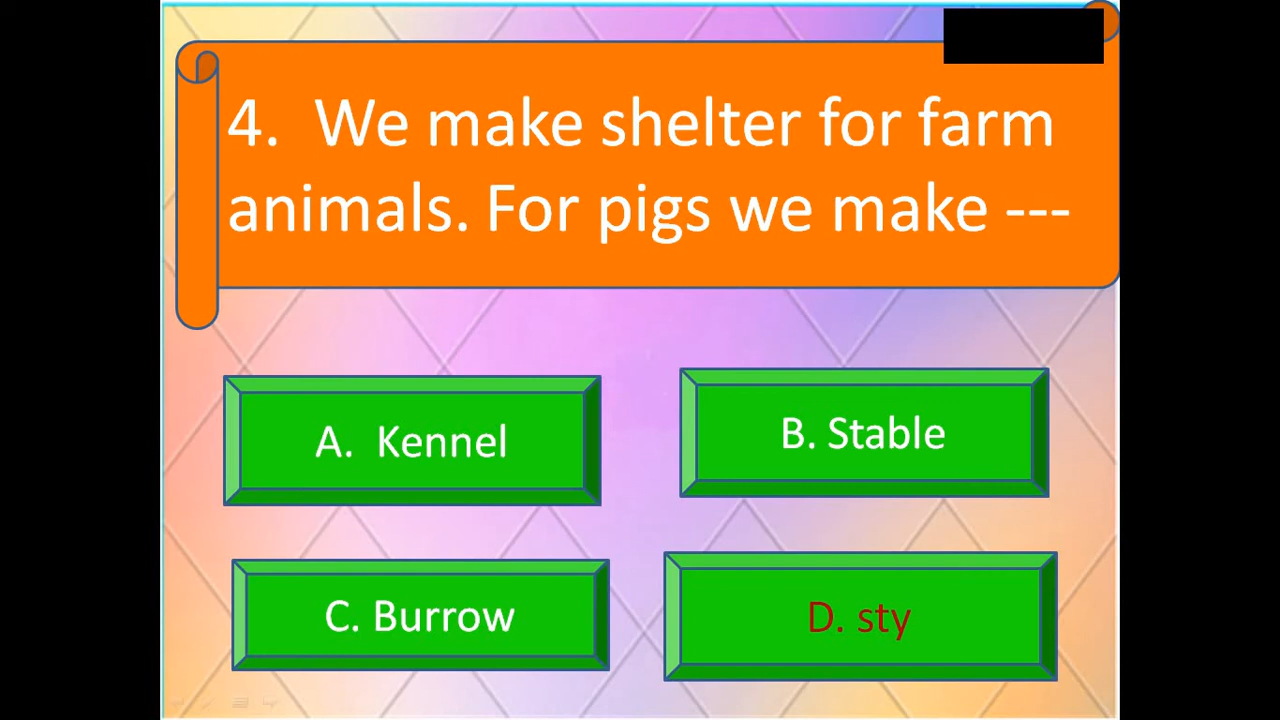 4.  We make shelter for farm
animals. For pigs we make ---
A.  Kennel
B. Stable
C. Burrow
D. sty